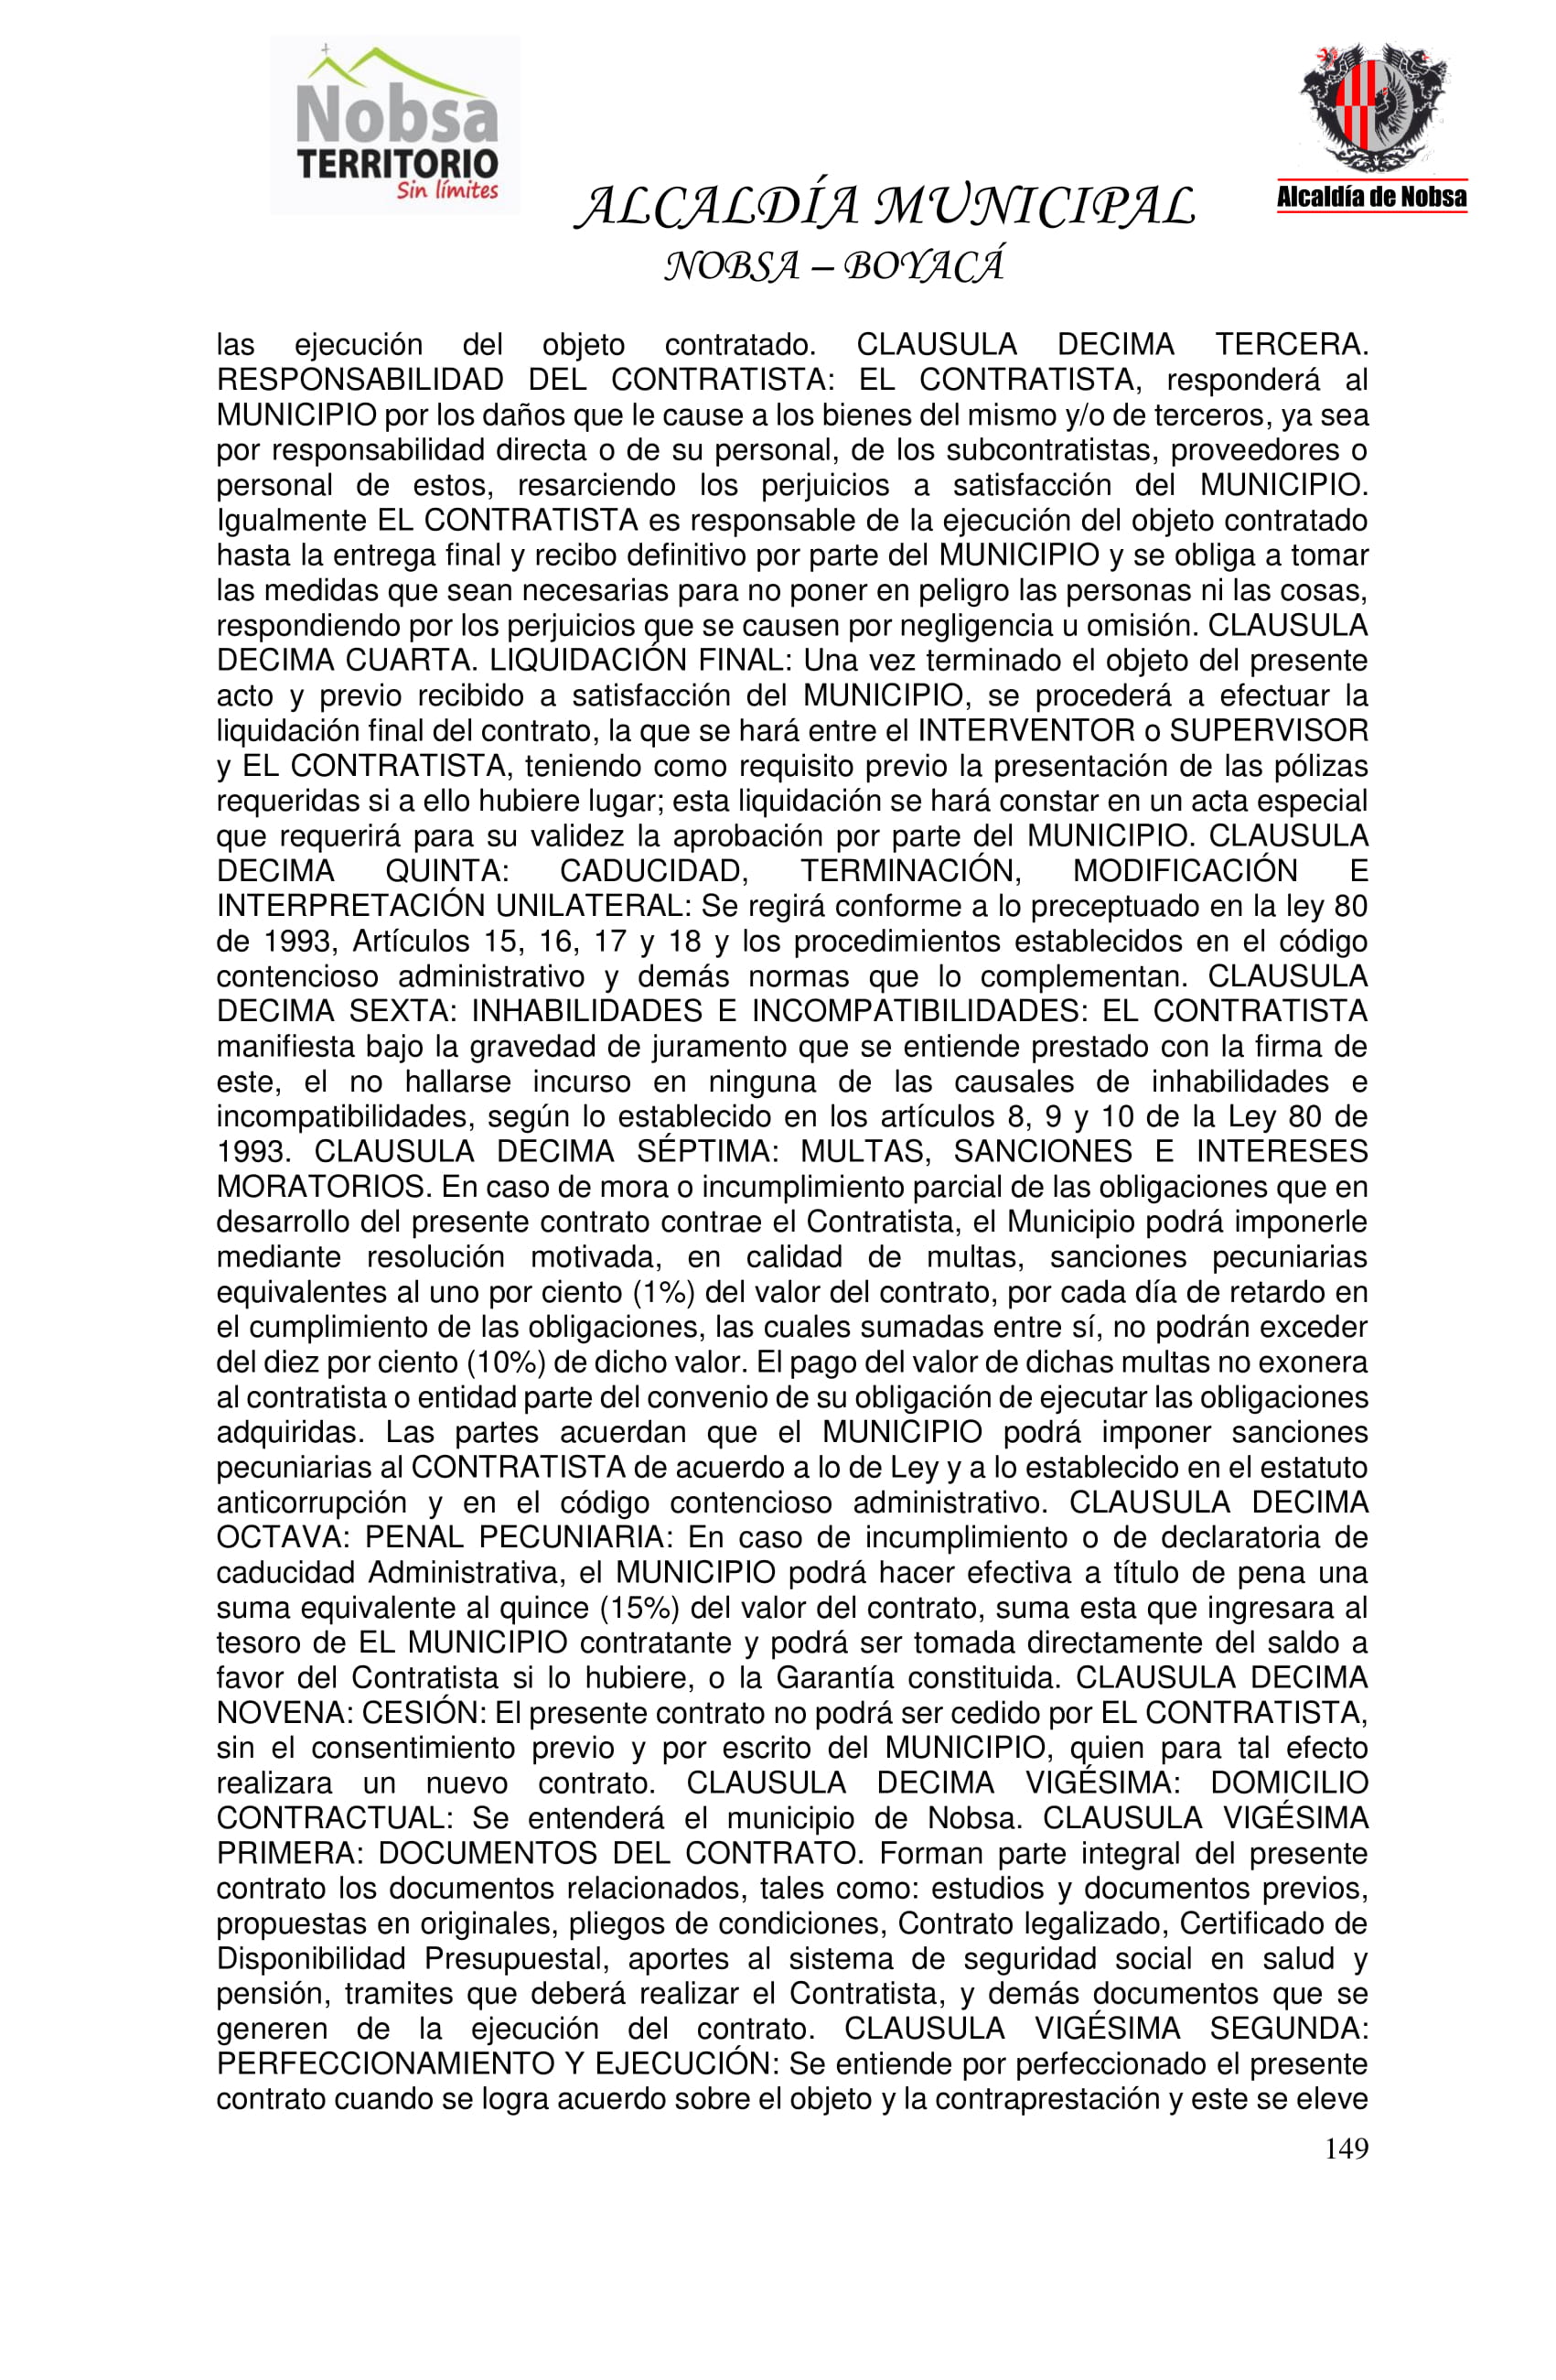 Nobsa
TERRITORIO
Sin límites
Alcaldía de Nobsa
ALCALDÍA MUNICIPAL
NOBSA – BOYACÁ
las ejecución del objeto contratado. CLAUSULA DECIMA TERCERA.
RESPONSABILIDAD DEL CONTRATISTA: EL CONTRATISTA, responderá al
MUNICIPIO por los daños que le cause a los bienes del mismo y/o de terceros, ya sea
por responsabilidad directa o de su personal, de los subcontratistas, proveedores o
personal de estos, resarciendo los perjuicios a satisfacción del MUNICIPIO.
Igualmente EL CONTRATISTA es responsable de la ejecución del objeto contratado
hasta la entrega final y recibo definitivo por parte del MUNICIPIO y se obliga a tomar
las medidas que sean necesarias para no poner en peligro las personas ni las cosas,
respondiendo por los perjuicios que se causen por negligencia u omisión. CLAUSULA
DECIMA CUARTA. LIQUIDACIÓN FINAL: Una vez terminado el objeto del presente
acto y previo recibido a satisfacción del MUNICIPIO, se procederá a efectuar la
liquidación final del contrato, la que se hará entre el INTERVENTOR o SUPERVISOR
y EL CONTRATISTA, teniendo como requisito previo la presentación de las pólizas
requeridas si a ello hubiere lugar; esta liquidación se hará constar en un acta especial
que requerirá para su validez la aprobación por parte del MUNICIPIO. CLAUSULA
DECIMA QUINTA: CADUCIDAD, TERMINACIÓN, MODIFICACIÓN E
INTERPRETACIÓN UNILATERAL: Se regirá conforme a lo preceptuado en la ley 80
de 1993, Artículos 15, 16, 17 y 18 y los procedimientos establecidos en el código
contencioso administrativo y demás normas que lo complementan. CLAUSULA
DECIMA SEXTA: INHABILIDADES E INCOMPATIBILIDADES: EL CONTRATISTA
manifiesta bajo la gravedad de juramento que se entiende prestado con la firma de
este, el no hallarse incurso en ninguna de las causales de inhabilidades e
incompatibilidades, según lo establecido en los artículos 8, 9 y 10 de la Ley 80 de
1993. CLAUSULA DECIMA SÉPTIMA: MULTAS, SANCIONES E INTERESES
MORATORIOS. En caso de mora o incumplimiento parcial de las obligaciones que en
desarrollo del presente contrato contrae el Contratista, el Municipio podrá imponerle
mediante resolución motivada, en calidad de multas, sanciones pecuniarias
equivalentes al uno por ciento (1%) del valor del contrato, por cada día de retardo en
el cumplimiento de las obligaciones, las cuales sumadas entre sí, no podrán exceder
del diez por ciento (10%) de dicho valor. El pago del valor de dichas multas no exonera
al contratista o entidad parte del convenio de su obligación de ejecutar las obligaciones
adquiridas. Las partes acuerdan que el MUNICIPIO podrá imponer sanciones
pecuniarias al CONTRATISTA de acuerdo a lo de Ley y a lo establecido en el estatuto
anticorrupción y en el código contencioso administrativo. CLAUSULA DECIMA
OCTAVA: PENAL PECUNIARIA: En caso de incumplimiento o de declaratoria de
caducidad Administrativa, el MUNICIPIO podrá hacer efectiva a título de pena una
suma equivalente al quince (15%) del valor del contrato, suma esta que ingresara al
tesoro de EL MUNICIPIO contratante y podrá ser tomada directamente del saldo a
favor del Contratista si lo hubiere, o la Garantía constituida. CLAUSULA DECIMA
NOVENA: CESIÓN: El presente contrato no podrá ser cedido por EL CONTRATISTA,
sin el consentimiento previo y por escrito del MUNICIPIO, quien para tal efecto
realizara un nuevo contrato. CLAUSULA DECIMA VIGÉSIMA: DOMICILIO
CONTRACTUAL: Se entenderá el municipio de Nobsa. CLAUSULA VIGÉSIMA
PRIMERA: DOCUMENTOS DEL CONTRATO. Forman parte integral del presente
contrato los documentos relacionados, tales como: estudios y documentos previos,
propuestas en originales, pliegos de condiciones, Contrato legalizado, Certificado de
Disponibilidad Presupuestal, aportes al sistema de seguridad social en salud y
pensión, tramites que deberá realizar el Contratista, y demás documentos que se
generen de la ejecución del contrato. CLAUSULA VIGÉSIMA SEGUNDA:
PERFECCIONAMIENTO Y EJECUCIÓN: Se entiende por perfeccionado el presente
contrato cuando se logra acuerdo sobre el objeto y la contraprestación y este se eleve
149